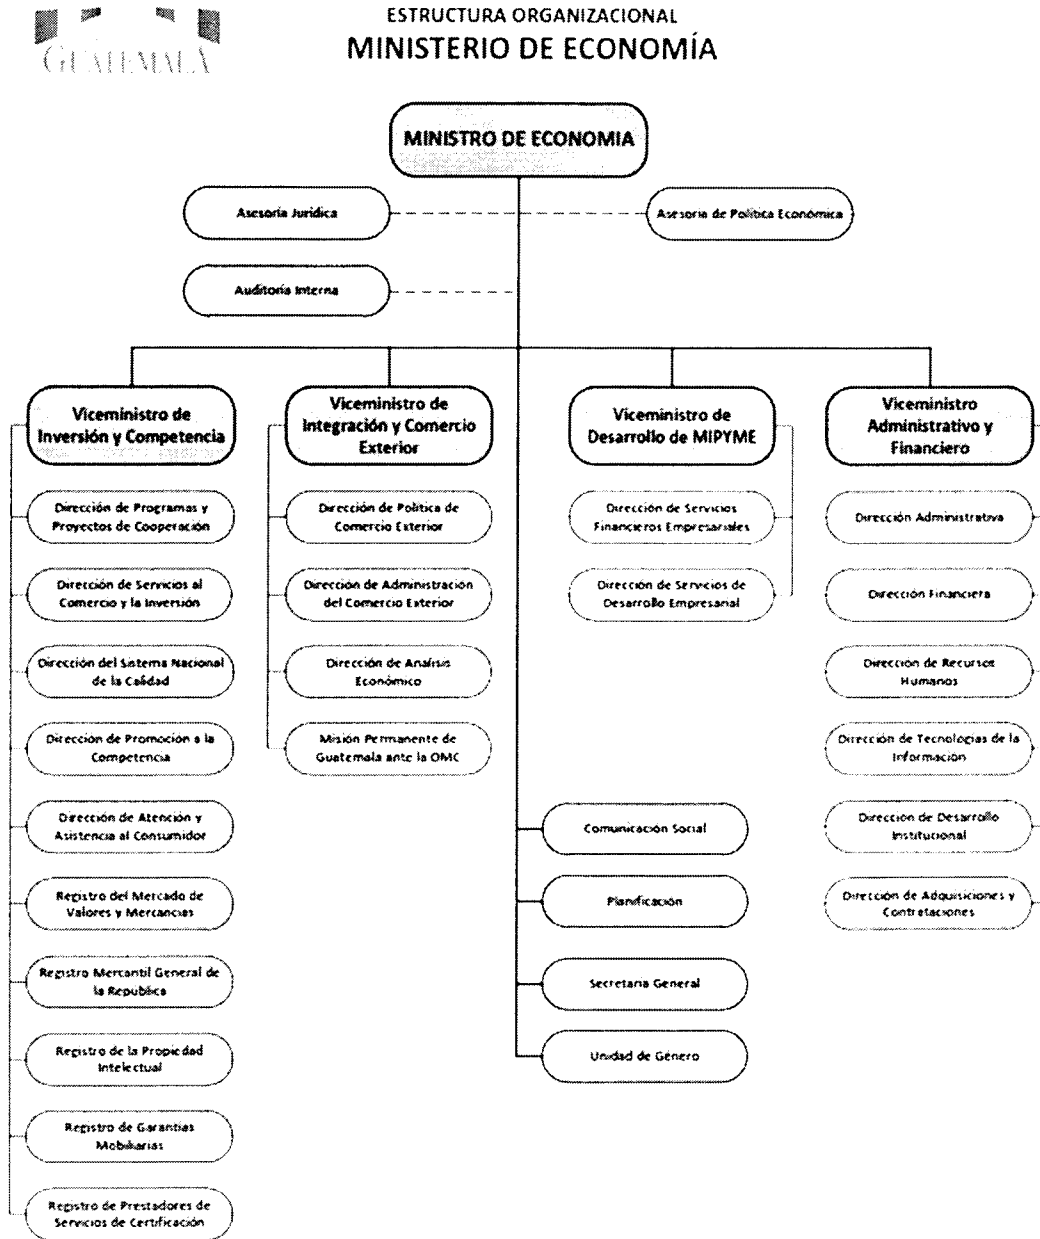 GUATEMALA
ESTRUCTURA ORGANIZACIONAL
MINISTERIO DE ECONOMÍA
MINISTRO DE ECONOMIA
Asesoría Jurídica
Asesoria de Política Económica
Auditoría Interna
Viceministro de
Inversión y Competencia
Viceministro de
Integración y Comercio
Exterior
Viceministro de
Desarrollo de MIPYME
Viceministro
Administrativo y
Financiero
Dirección de Programas y
Proyectos de Cooperación
Dirección de Política de
Comercio Exterior
Dirección de Servicios
Financieros Empresariales
Dirección Administrativa
Dirección de Servicios al
Comercio y la Inversión
Dirección de Administración
del Comercio Exterior
Dirección de Servicios de
Desarrollo Empresarial
Dirección Financiera
Dirección del Sistema Nacional
de la Calidad
Dirección de Análisis
Económico
Dirección de Recursos
Humanos
Dirección de Promoción a la
Competencia
Misión Permanente de
Guatemala ante la OMC
Dirección de Tecnologías de la
Información
Dirección de Atención y
Asistencia al Consumidor
Comunicación Social
Dirección de Desarrollo
Institucional
Registro del Mercado de
Valores y Mercancías
Planificación
Dirección de Adquisiciones y
Contrataciones
Registro Mercantil General de
la Republica
Secretaria General
Registro de la Propiedad
Intelectual
Unidad de Género
Registro de Garantías
Mobiliarias
Registro de Prestadores de
Servicios de Certificación